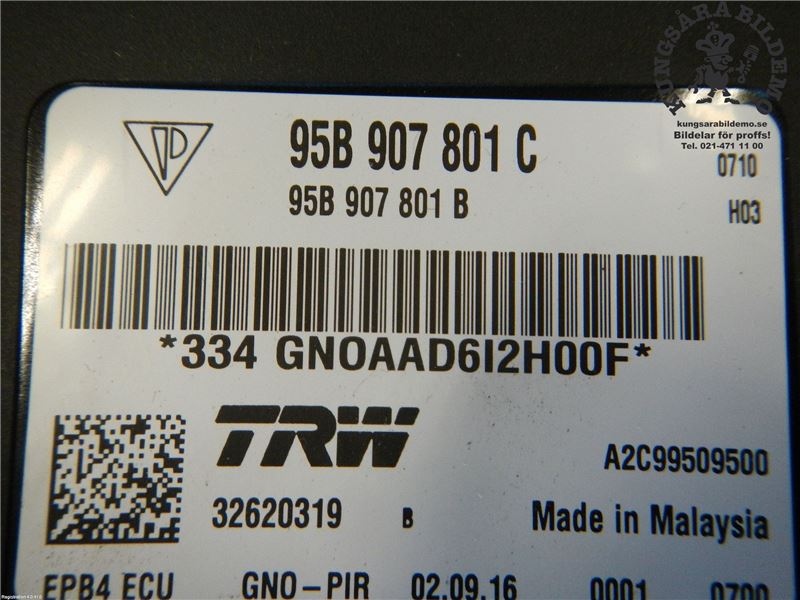 KUNGSÅRA BILDEMO
kungsarabildemo.se
Bildelar för proffs!
Tel. 021-471 11 00
95B 907 801 C
0710
95B 907 801 B
H03
*334 GNOAAD6I2H00F*
TRW
A2C99509500
32620319 B Made in Malaysia
EPB4 ECU GNO-PIR 02.09.16 0001 0700